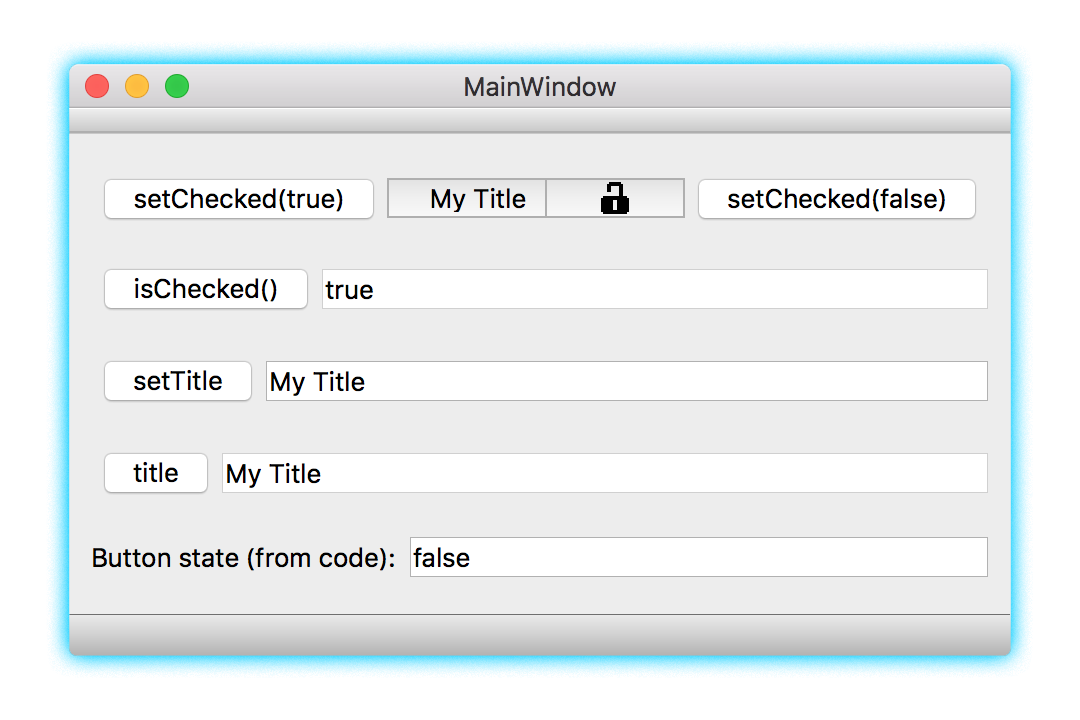 MainWindow
setChecked(true) My Title setChecked(false)
isChecked() true
setTitle My Title
title My Title
Button state (from code): false